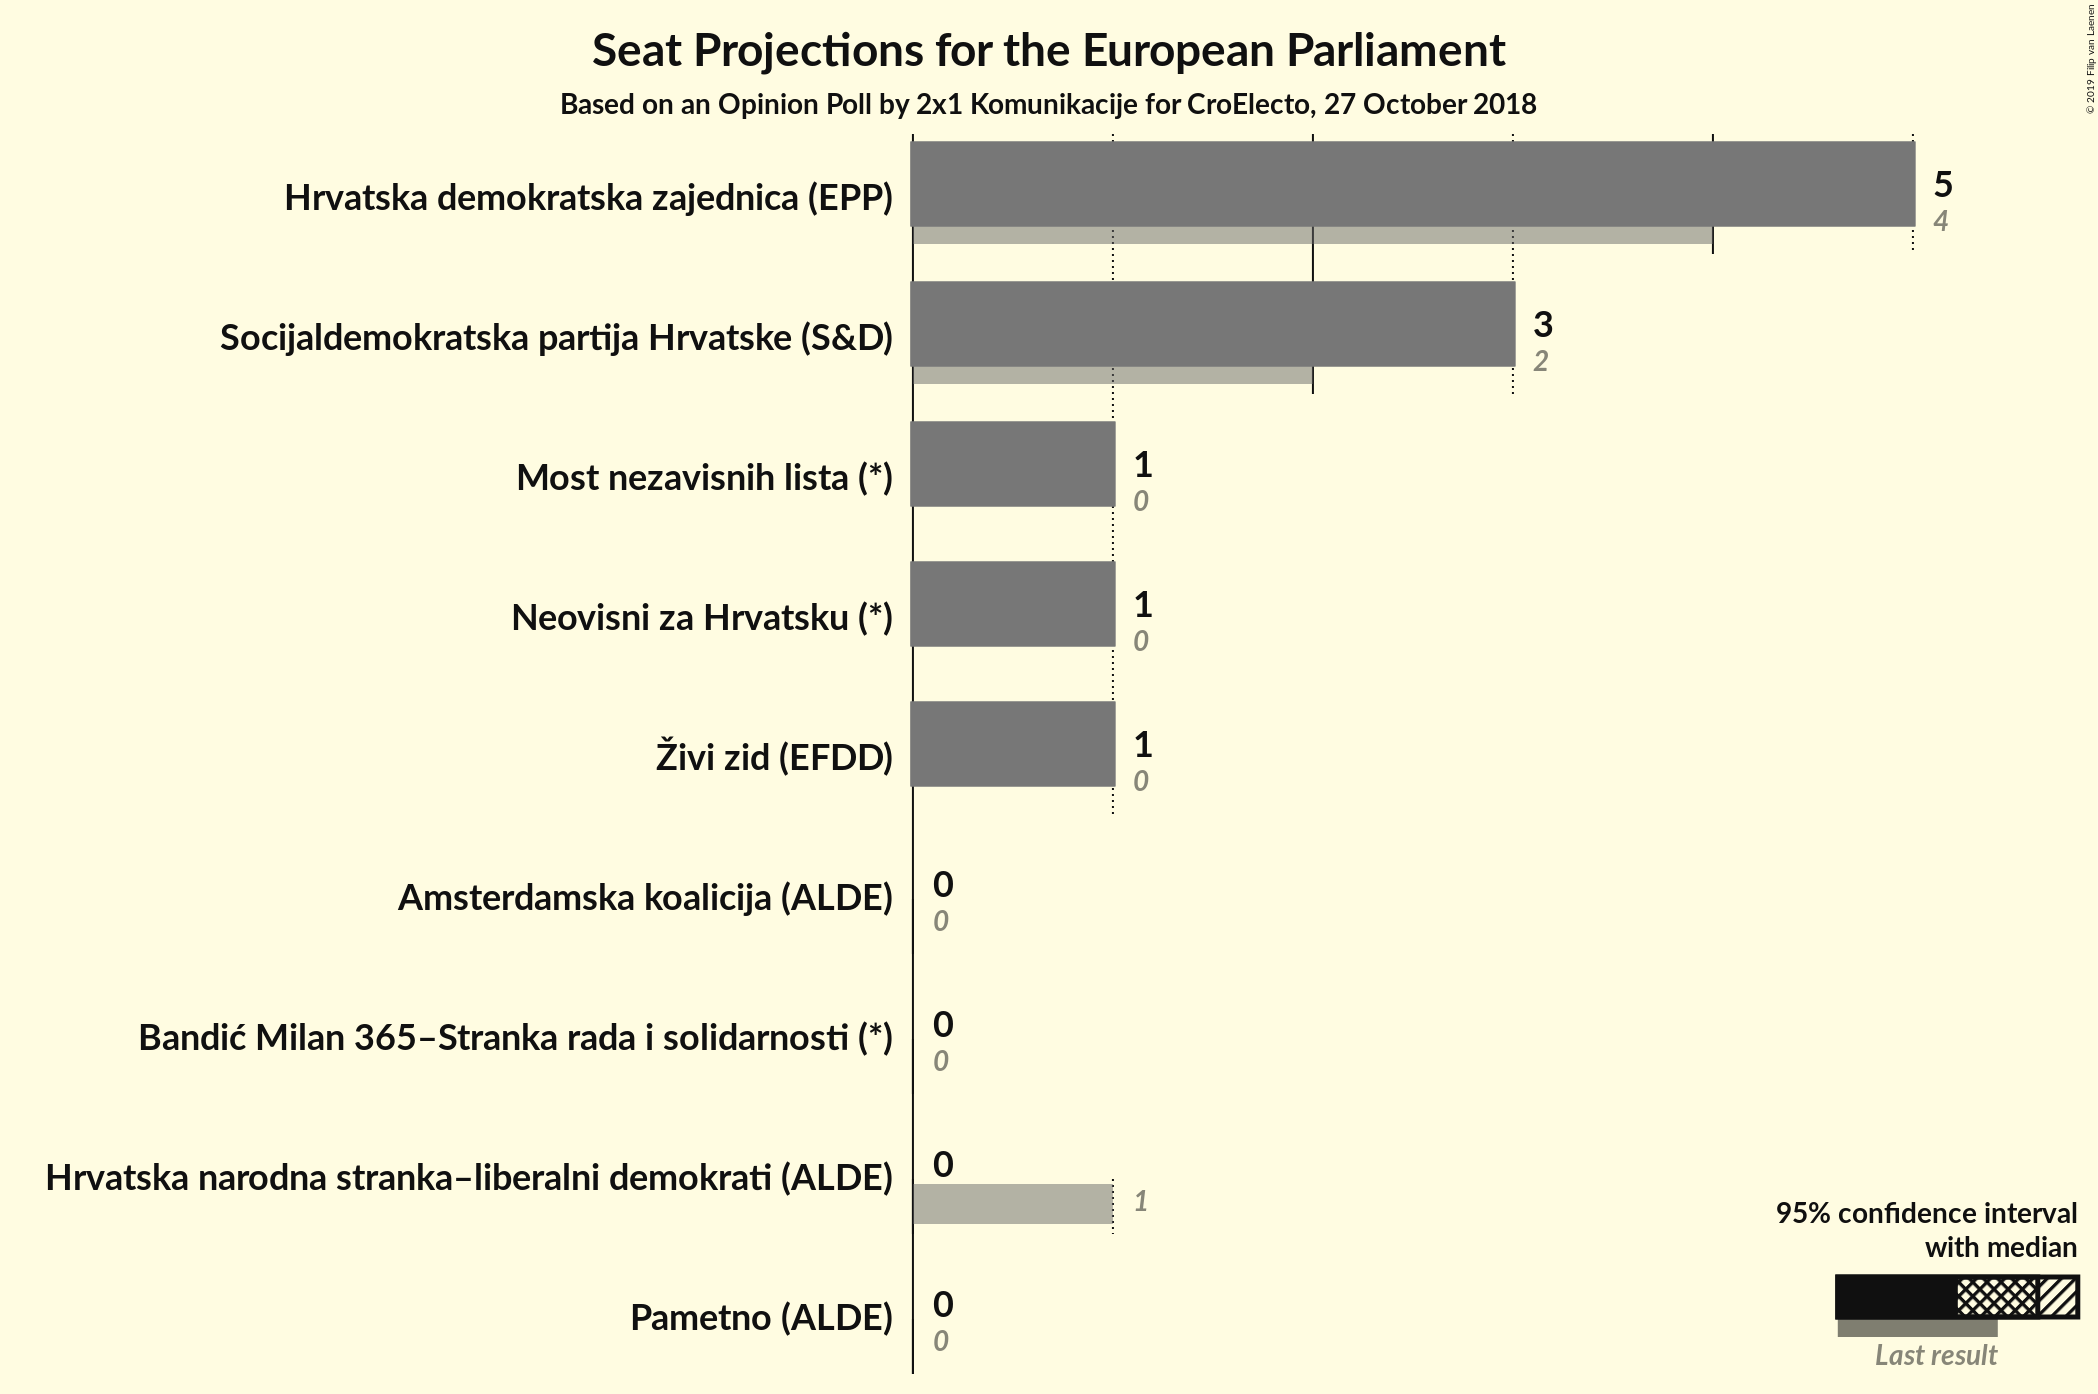 Seat Projections for the European Parliament
Based on an Opinion Poll by 2x1 Komunikacije for CroElecto, 27 October 2018
© 2019 Filip van Laenen
Hrvatska demokratska zajednica (EPP)
5
4
Socijaldemokratska partija Hrvatske (S&D)
3
2
Most nezavisnih lista (*)
1
0
Neovisni za Hrvatsku (*)
1
0
Živi zid (EFDD)
1
0
Amsterdamska koalicija (ALDE)
0
0
Bandić Milan 365–Stranka rada i solidarnosti (*)
0
0
Hrvatska narodna stranka–liberalni demokrati (ALDE)
0
1
Pametno (ALDE)
0
0
95% confidence interval
with median
Last result